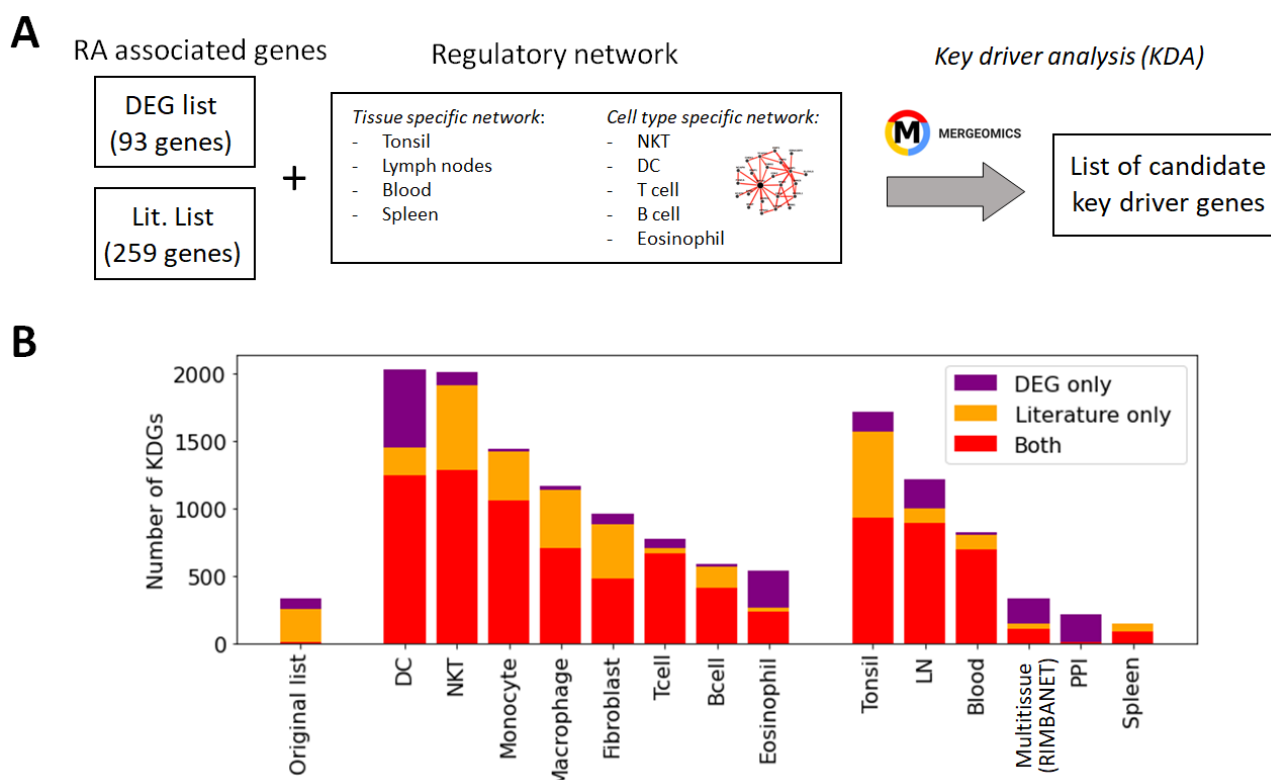 A
RA associated genes
DEG list
(93 genes)
Lit. List
(259 genes)
+
Regulatory network
Tissue specific network:
- Tonsil
- Lymph nodes
- Blood
- Spleen
Cell type specific network:
- NKT
- DC
- T cell
- B cell
- Eosinophil
Key driver analysis (KDA)
M MERGEOMICS
List of candidate
key driver genes
B
Number of KDGs
2000
1500
1000
500
0
DEG only
Literature only
Both
Original list
DC
NKT
Monocyte
Macrophage
Fibroblast
Tcell
Bcell
Eosinophil
Tonsil
LN
Blood
Multitissue
(RIMBANET)
PPI
Spleen